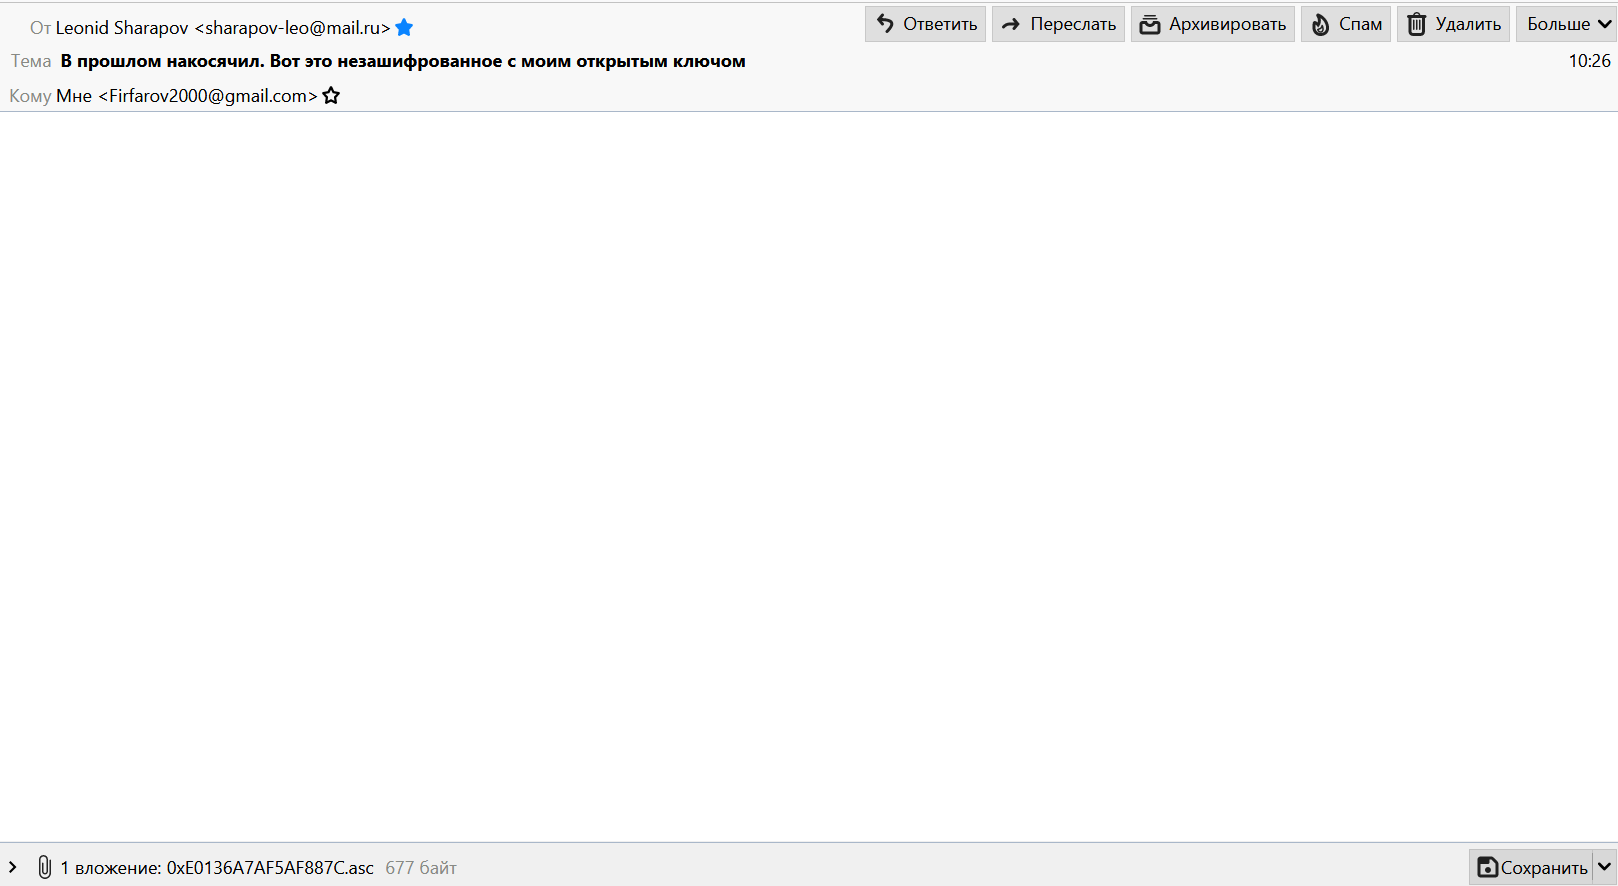 От Leonid Sharapov <sharapov-leo@mail.ru>
Ответить Переслать Архивировать Спам Удалить Больше
Тема В прошлом накосячил. Вот это незашифрованное с моим открытым ключом 10:26
Кому Мне <Firfarov2000@gmail.com>
1 вложение: 0xE0136A7AF5AF887C.asc 677 байт Сохранить